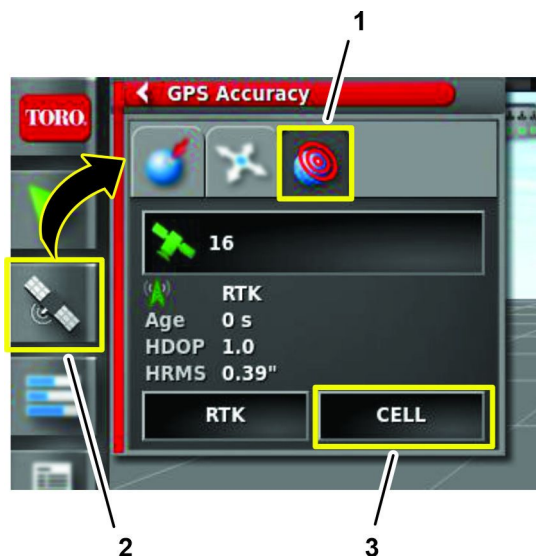 1
TORO.
GPS Accuracy
16
RTK
Age 0 s
HDOP 1.0
HRMS 0.39"
RTK
CELL
2
3